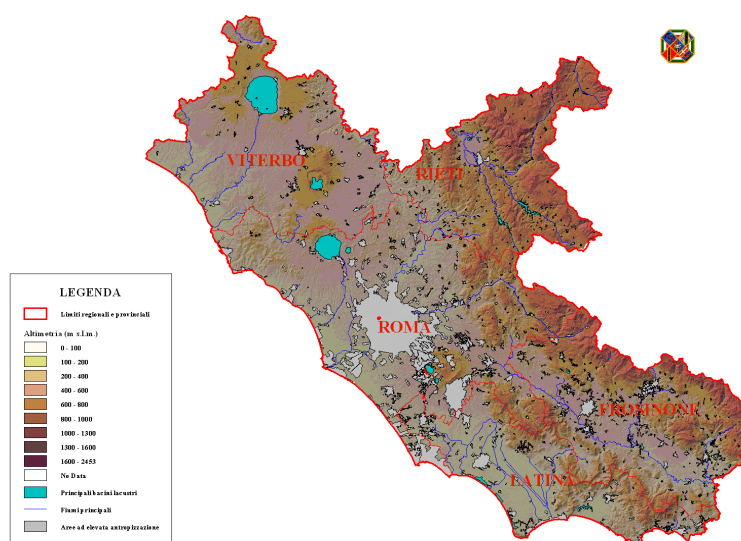 VITERBO
RIETI
ROMA
FROSINONE
LATINA
LEGENDA
Limiti regionali e provinciali
Altimetria (m s.l.m.)
0 - 100
100 - 200
200 - 400
400 - 600
600 - 800
800 - 1000
1000 - 1300
1300 - 1600
1600 - 2453
No Data
Principali bacini lacustri
Fiumi principali
Aree ad elevata antropizzazione